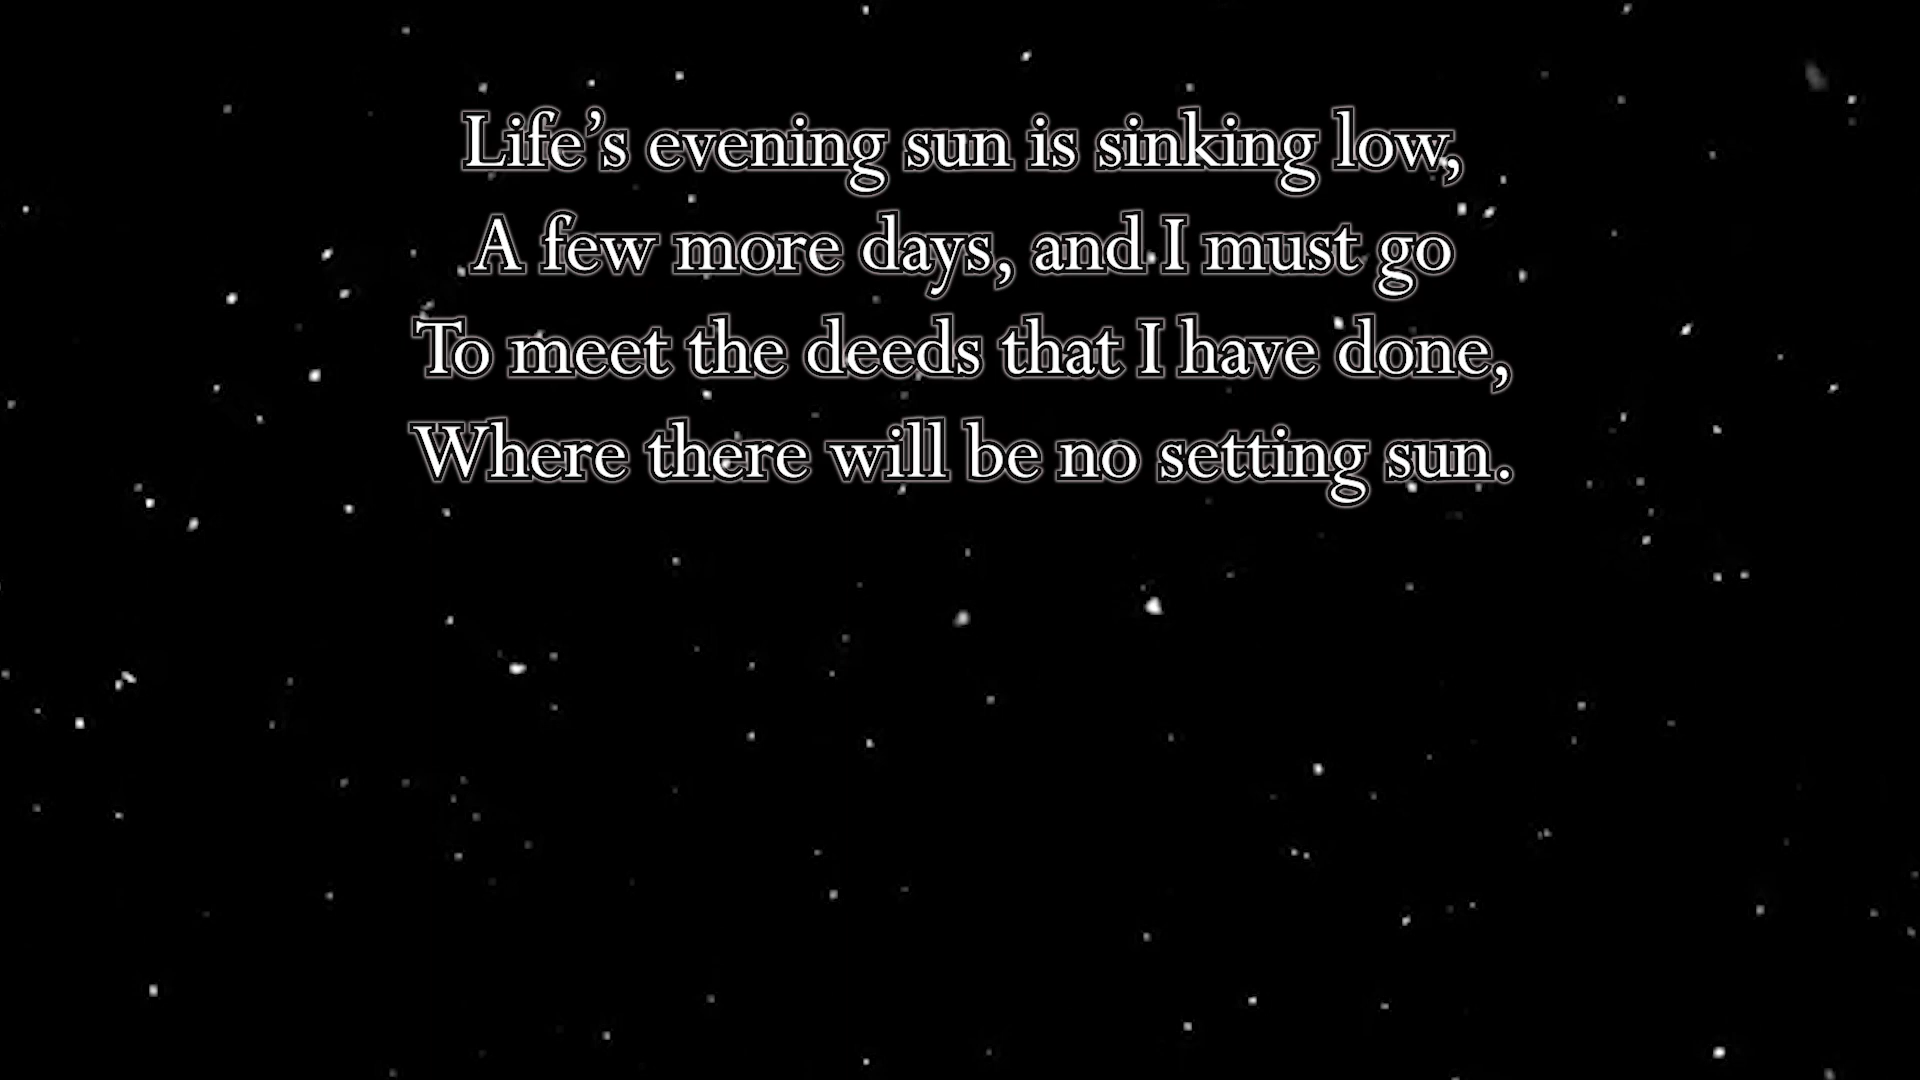 Life’s evening sun is sinking low,
A few more days, and I must go
To meet the deeds that I have done,
Where there will be no setting sun.